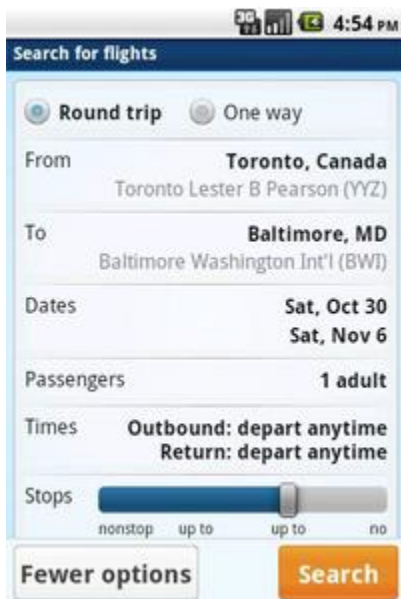 3G
4:54 PM
Search for flights
Round trip One way
From Toronto, Canada
Toronto Lester B Pearson (YYZ)
To Baltimore, MD
Baltimore Washington Int'l (BWI)
Dates Sat, Oct 30
Sat, Nov 6
Passengers 1 adult
Times Outbound: depart anytime
Return: depart anytime
Stops
nonstop up to up to no
Fewer options Search